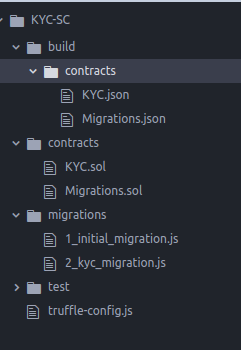 KYC-SC
build
contracts
KYC.json
Migrations.json
contracts
KYC.sol
Migrations.sol
migrations
1_initial_migration.js
2_kyc_migration.js
test
truffle-config.js